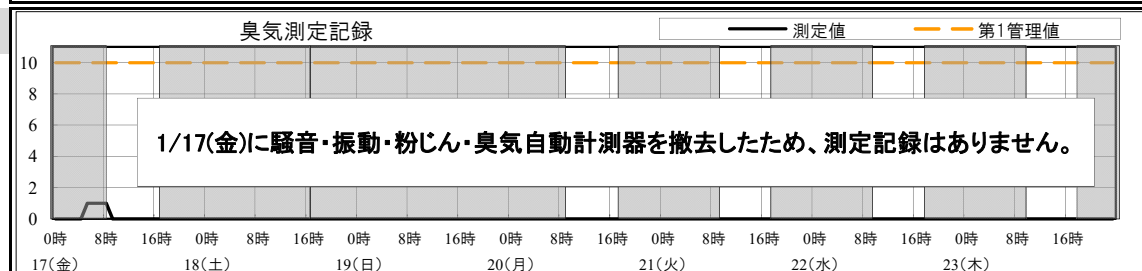 臭気測定記録
測定値 第1管理値
10
8
6
4
2
0
1/17(金)に騒音・振動・粉じん・臭気自動計測器を撤去したため、測定記録はありません。
0時 8時 16時 0時 8時 16時 0時 8時 16時 0時 8時 16時 0時 8時 16時 0時 8時 16時 0時 8時 16時
17(金) 18(土) 19(日) 20(月) 21(火) 22(水) 23(木)